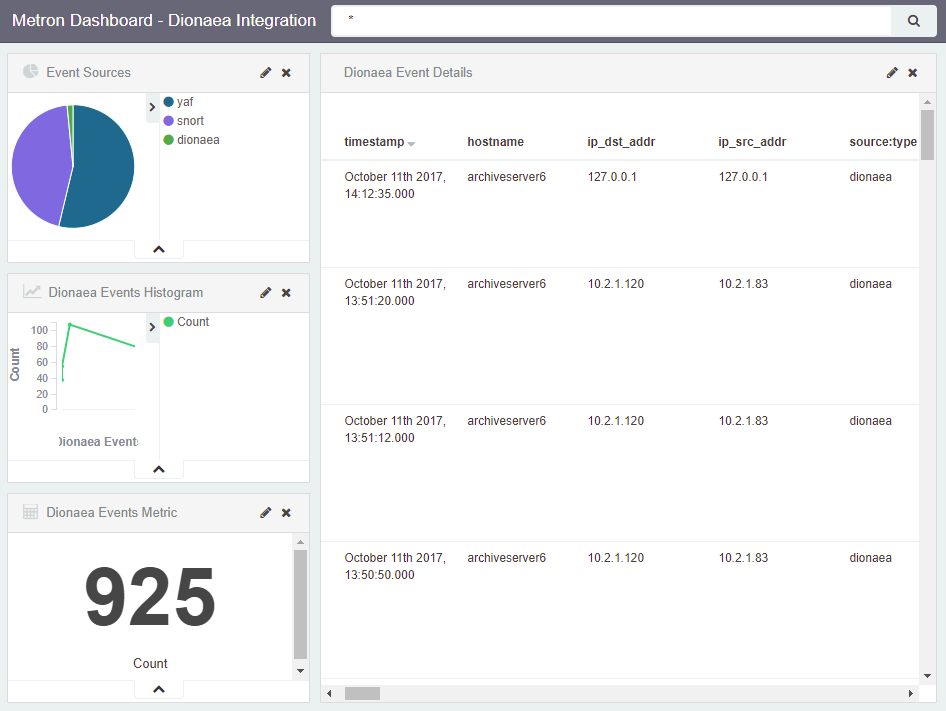 Metron Dashboard - Dionaea Integration
*
Event Sources
yaf
snort
dionaea
Dionaea Events Histogram
Count
100
80
60
40
20
0
Count
Dionaea Events
Dionaea Events Metric
925
Count
Dionaea Event Details
timestamp hostname ip_dst_addr ip_src_addr source:type
October 11th 2017, archiveserver6 127.0.0.1 127.0.0.1 dionaea
14:12:35.000
October 11th 2017, archiveserver6 10.2.1.120 10.2.1.83 dionaea
13:51:20.000
October 11th 2017, archiveserver6 10.2.1.120 10.2.1.83 dionaea
13:51:12.000
October 11th 2017, archiveserver6 10.2.1.120 10.2.1.83 dionaea
13:50:50.000